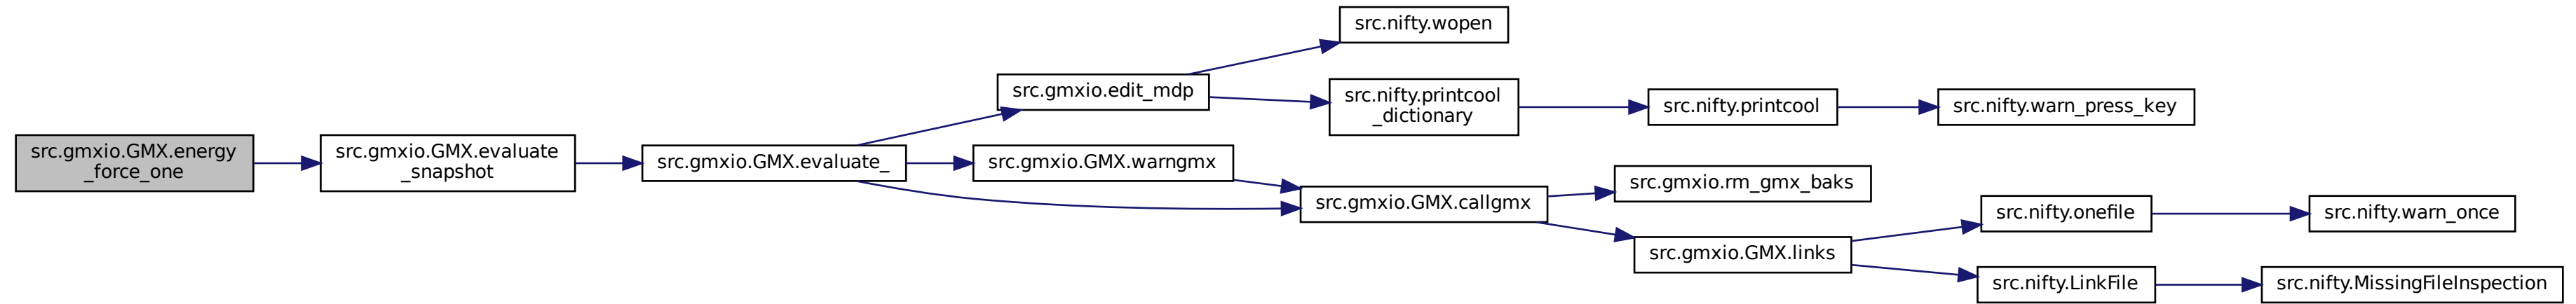 src.gmxio.GMX.energy
_force_one
src.gmxio.GMX.evaluate
_snapshot
src.gmxio.GMX.evaluate_
src.gmxio.edit_mdp
src.nifty.wopen
src.nifty.printcool
_dictionary
src.nifty.printcool
src.nifty.warn_press_key
src.gmxio.GMX.warngmx
src.gmxio.GMX.callgmx
src.gmxio.rm_gmx_baks
src.gmxio.GMX.links
src.nifty.onefile
src.nifty.warn_once
src.nifty.LinkFile
src.nifty.MissingFileInspection